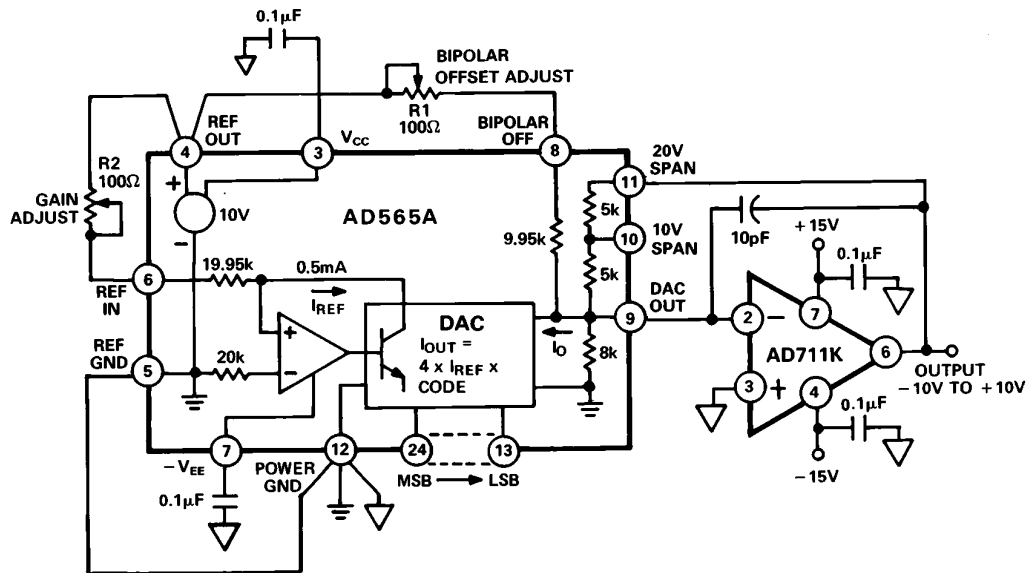 0.1µF
BIPOLAR
OFFSET ADJUST
R1
100Ω
REF
OUT
VCC
BIPOLAR
OFF
4
3
8
20V
SPAN
11
R2
100Ω
GAIN
ADJUST
+
10V
−
AD565A
5k
9.95k
10
10V
SPAN
5k
10pF
+15V
0.1µF
6
REF
IN
19.95k
0.5mA
IREF
DAC
OUT
9
IO
DAC
IOUT =
4 x IREF x
CODE
8k
+
−
REF
GND
5
20k
2
−
7
AD711K
6
3
+
4
OUTPUT
−10V TO +10V
0.1µF
−15V
7
−VEE
0.1µF
POWER
GND
12
24
13
MSB
LSB